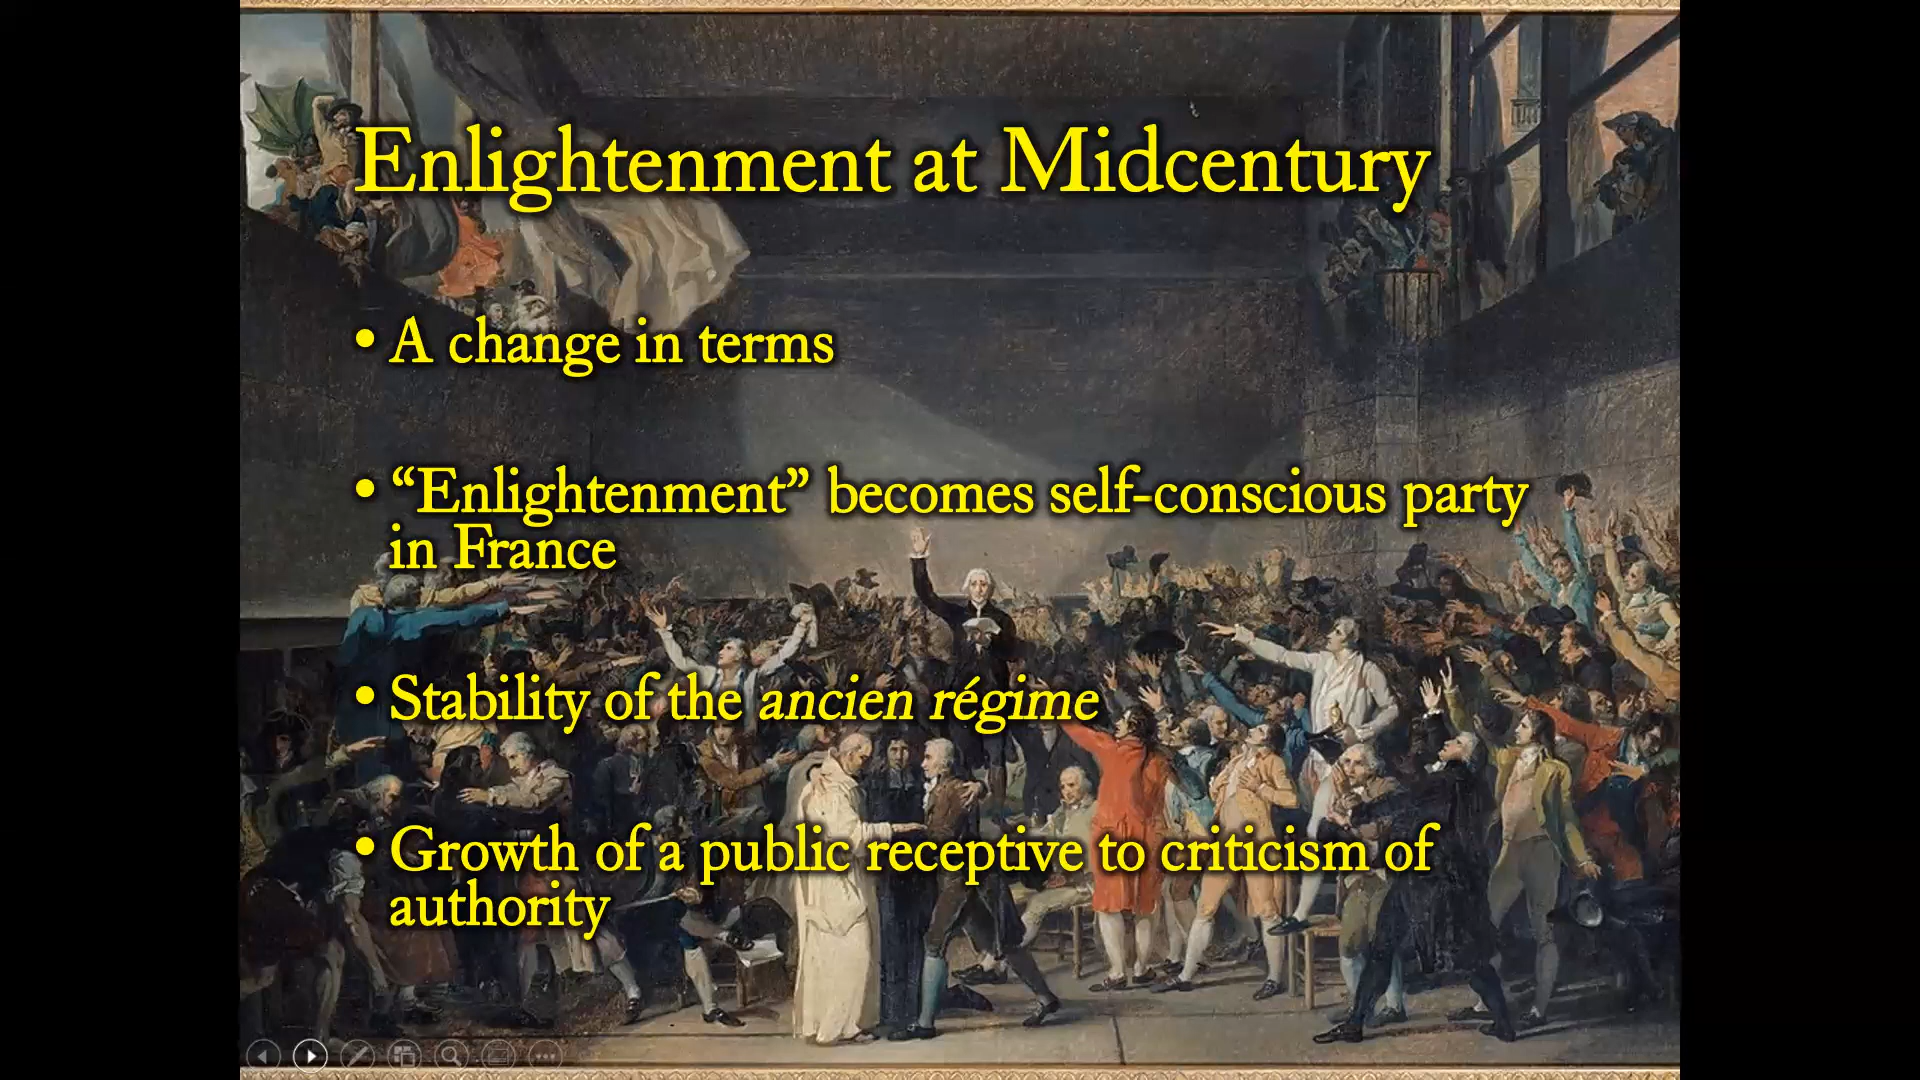 Enlightenment at Midcentury
• A change in terms
• “Enlightenment” becomes self-conscious party
in France
• Stability of the ancien régime
• Growth of a public receptive to criticism of
authority